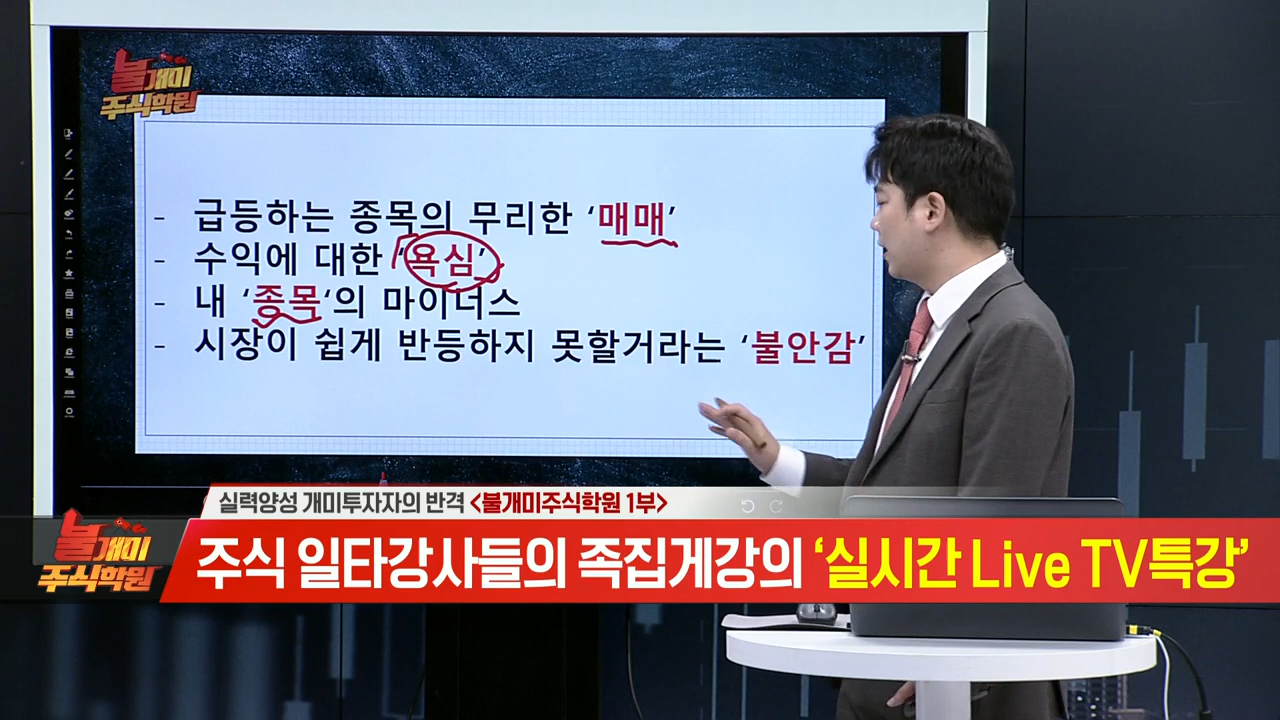 불개미
주식학원
- 급등하는 종목의 무리한 ‘매매’
- 수익에 대한 ‘욕심’
- 내 ‘종목‘의 마이너스
- 시장이 쉽게 반등하지 못할거라는 ‘불안감’
실력양성 개미투자자의 반격 <불개미주식학원 1부>
불개미
주식학원
주식 일타강사들의 족집게강의 ‘실시간 Live TV특강’